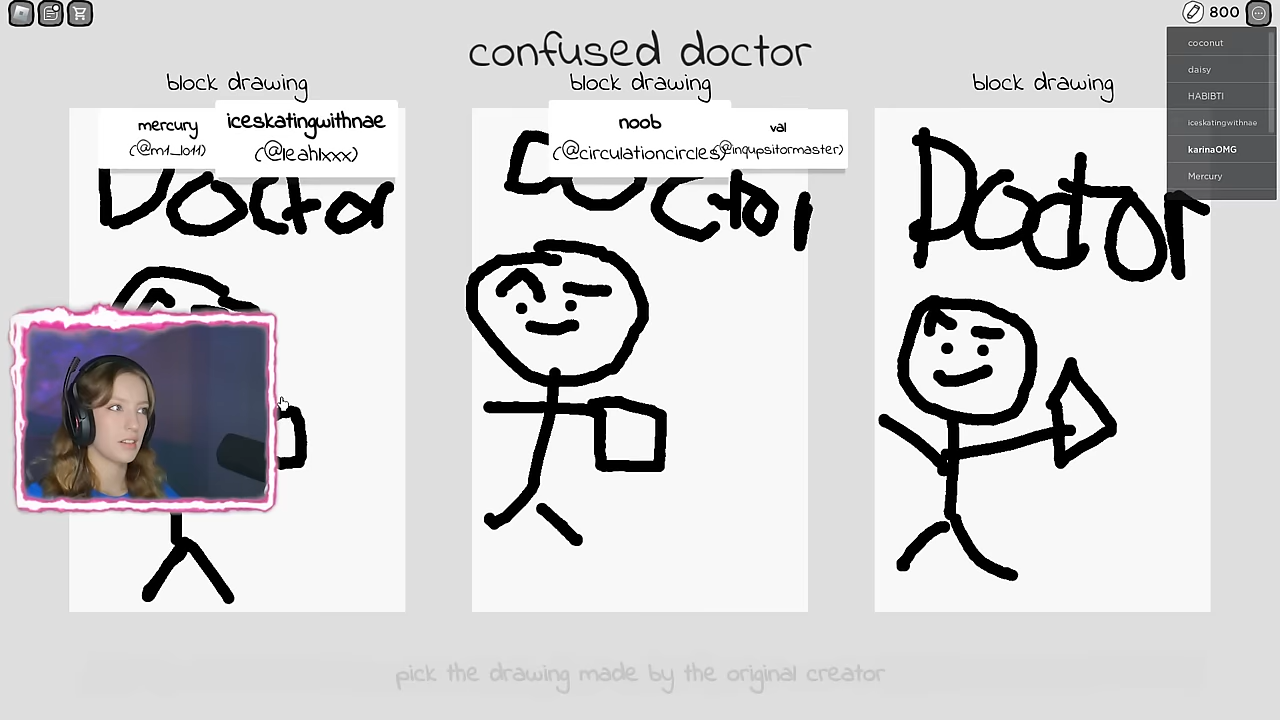 800
confused doctor
block drawing
block drawing
block drawing
mercury
(@m1_lo11)
iceskatingwithnae
(@leahlxxx)
noob
(@circulationcircles)
val
(@inqupsitormaster)
Doctor
Doctor
Doctor
coconut
daisy
HABIBTI
iceskatingwithnae
karinaOMG
Mercury
pick the drawing made by the original creator